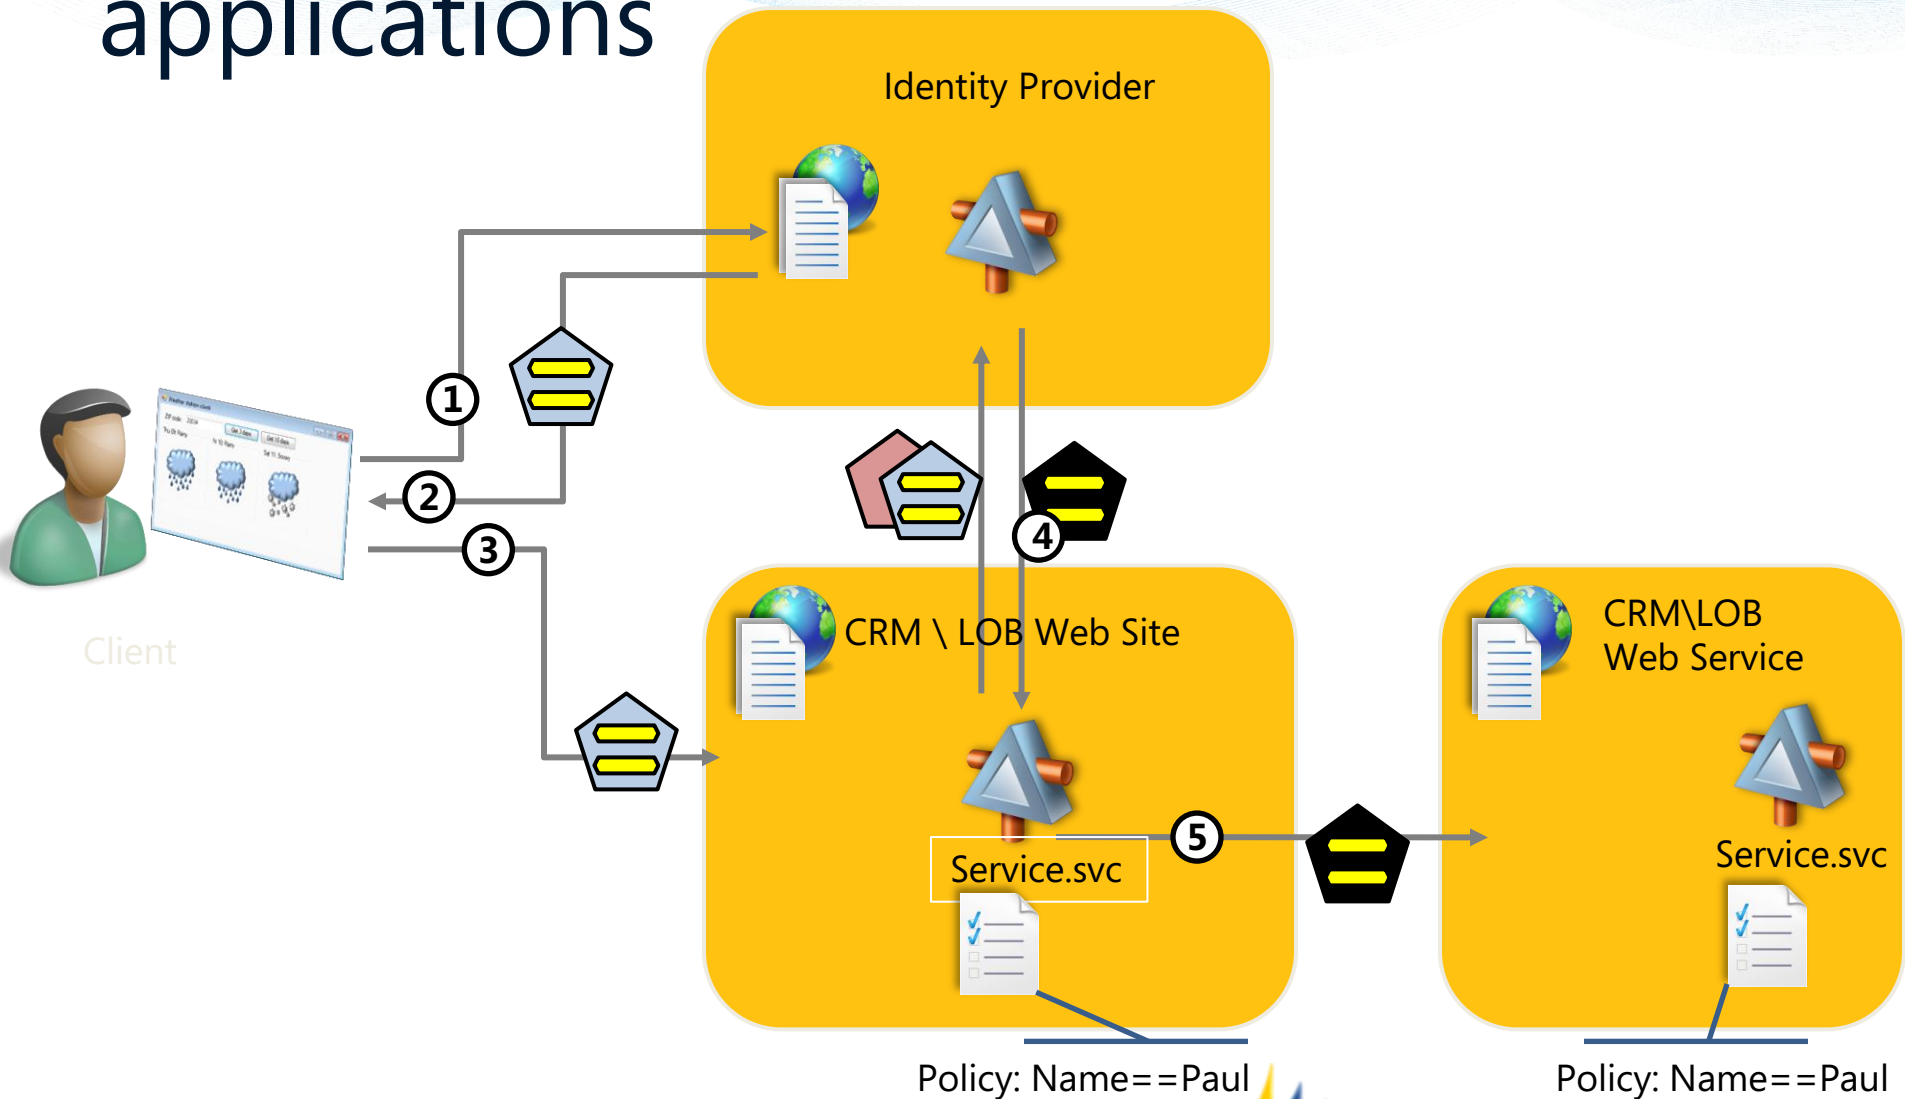 applications
Identity Provider
1
2
3
4
CRM \ LOB Web Site
CRM\LOB
Web Service
Client
5
Service.svc
Service.svc
Policy: Name==Paul
Policy: Name==Paul